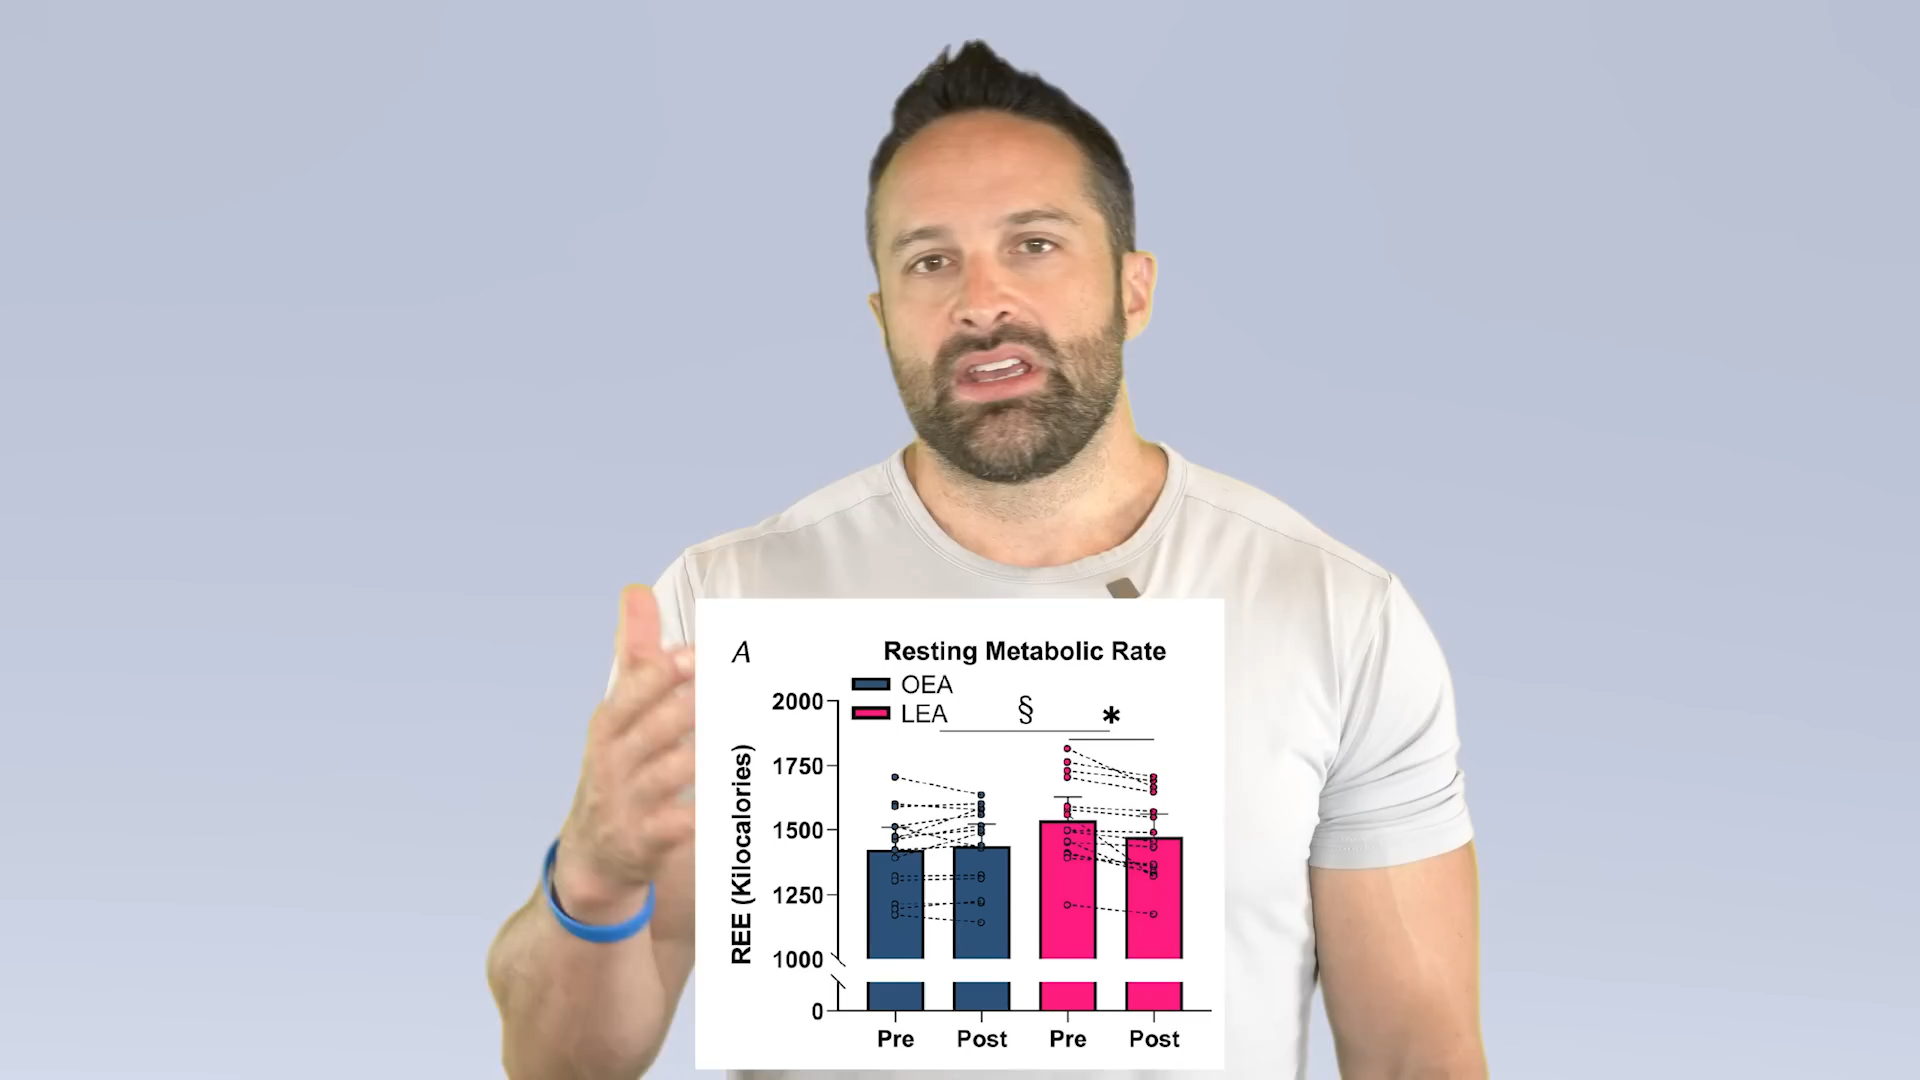 A
Resting Metabolic Rate
OEA
LEA
§
*
REE (Kilocalories)
2000
1750
1500
1250
1000
0
Pre Post Pre Post